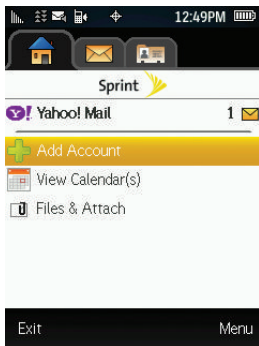 12:49PM
Sprint
Y! Yahoo! Mail 1
Add Account
View Calendar(s)
Files & Attach
Exit Menu